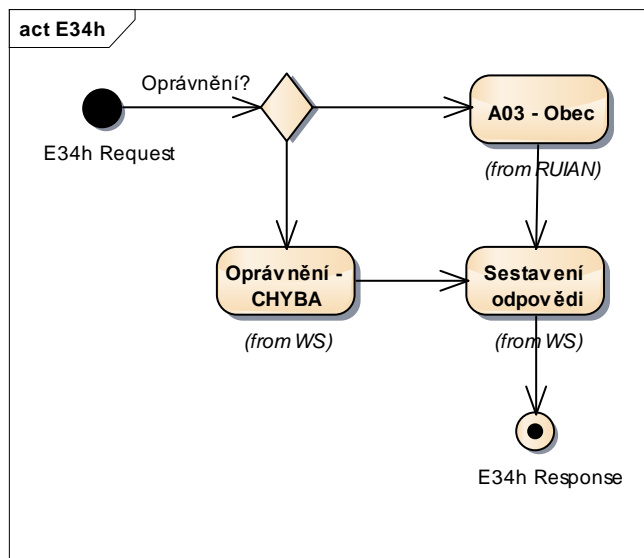 act E34h
Oprávnění?
E34h Request
A03 - Obec
(from RUIAN)
Oprávnění -
CHYBA
(from WS)
Sestavení
odpovědi
(from WS)
E34h Response